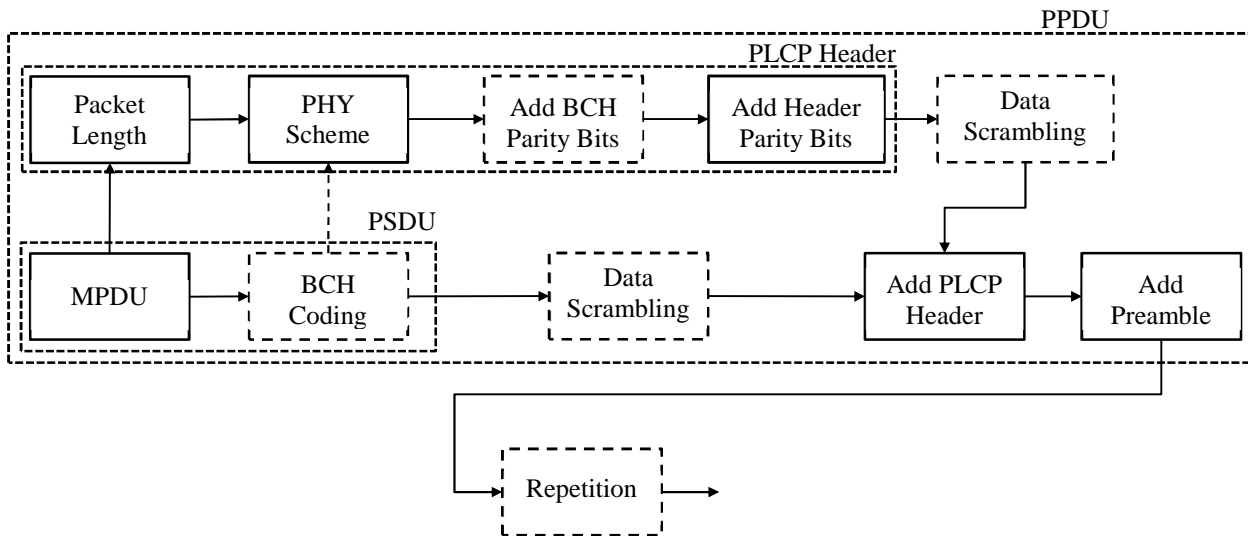 PPDU
PLCP Header
Packet
Length
PHY
Scheme
Add BCH
Parity Bits
Add Header
Parity Bits
Data
Scrambling
PSDU
MPDU
BCH
Coding
Data
Scrambling
Add PLCP
Header
Add
Preamble
Repetition